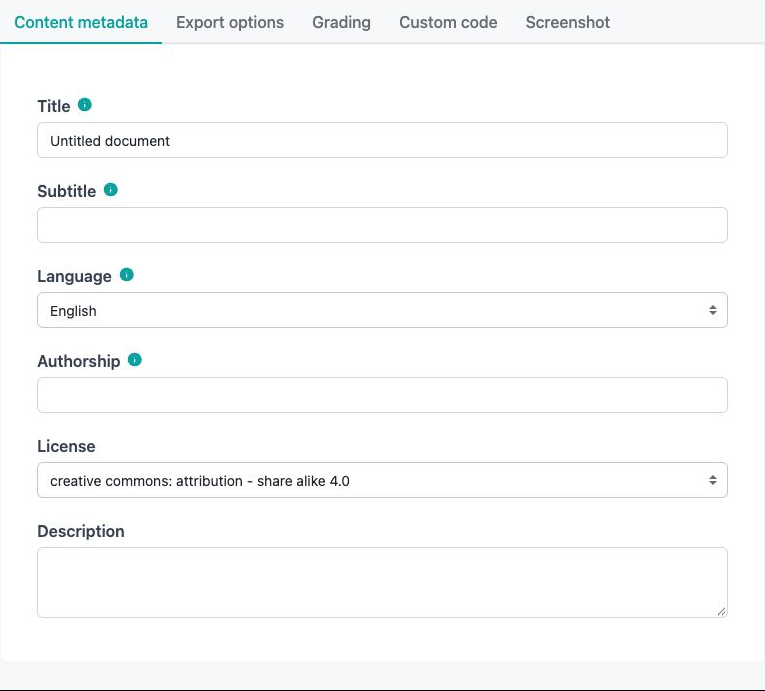 Content metadata Export options Grading Custom code Screenshot
Title
Untitled document
Subtitle
Language
English
Authorship
License
creative commons: attribution - share alike 4.0
Description